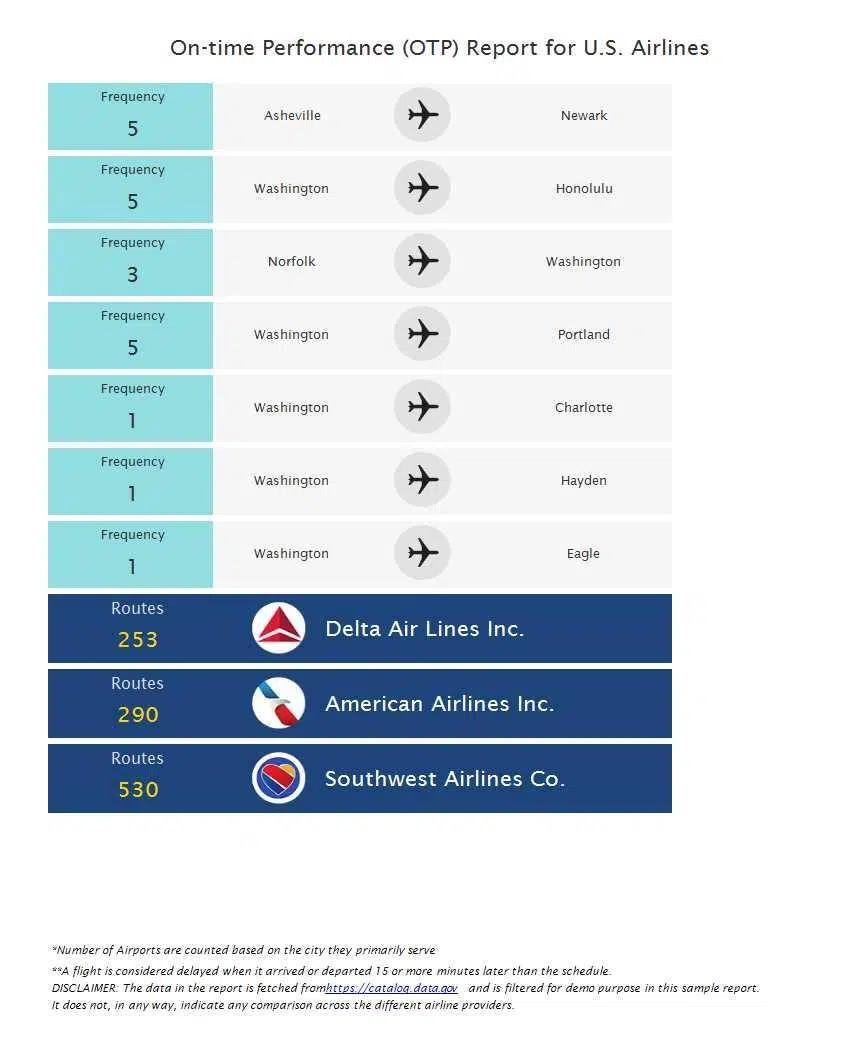 On-time Performance (OTP) Report for U.S. Airlines
Frequency
5
Asheville
Newark
Frequency
5
Washington
Honolulu
Frequency
3
Norfolk
Washington
Frequency
5
Washington
Portland
Frequency
1
Washington
Charlotte
Frequency
1
Washington
Hayden
Frequency
1
Washington
Eagle
Routes
253
Delta Air Lines Inc.
Routes
290
American Airlines Inc.
Routes
530
Southwest Airlines Co.
*Number of Airports are counted based on the city they primarily serve
**A flight is considered delayed when it arrived or departed 15 or more minutes later than the schedule.
DISCLAIMER: The data in the report is fetched fromhttps://catalog.data.gov and is filtered for demo purpose in this sample report.
It does not, in any way, indicate any comparison across the different airline providers.